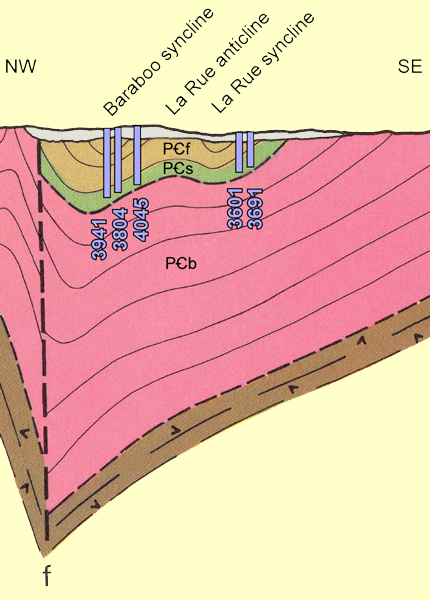 Baraboo syncline
La Rue anticline
La Rue syncline
NW
SE
P€f
P€s
3941
3804
4045
3601
3691
P€b
f